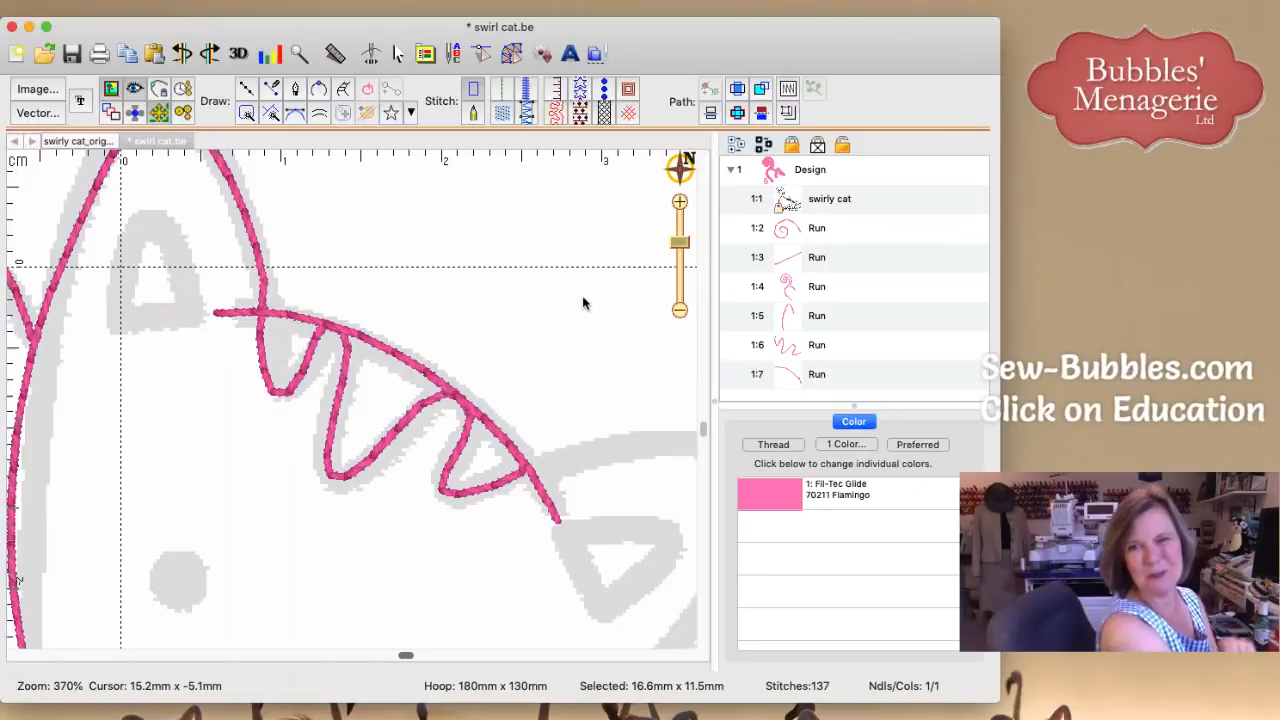 * swirl cat.be
3D
Image...
Vector...
Draw:
Stitch:
Path:
swirly cat_orig...
* swirl cat.be
cm
0
1
2
3
N
0
2
1
Design
1:1
swirly cat
1:2
Run
1:3
Run
1:4
Run
1:5
Run
1:6
Run
1:7
Run
Color
Thread
1 Color...
Preferred
Click below to change individual colors.
1: Fil-Tec Glide
70211 Flamingo
Zoom: 370% Cursor: 15.2mm x -5.1mm
Hoop: 180mm x 130mm
Selected: 16.6mm x 11.5mm
Stitches:137
Ndls/Cols: 1/1
Bubbles'
Menagerie
Ltd
Sew-Bubbles.com
Click on Education